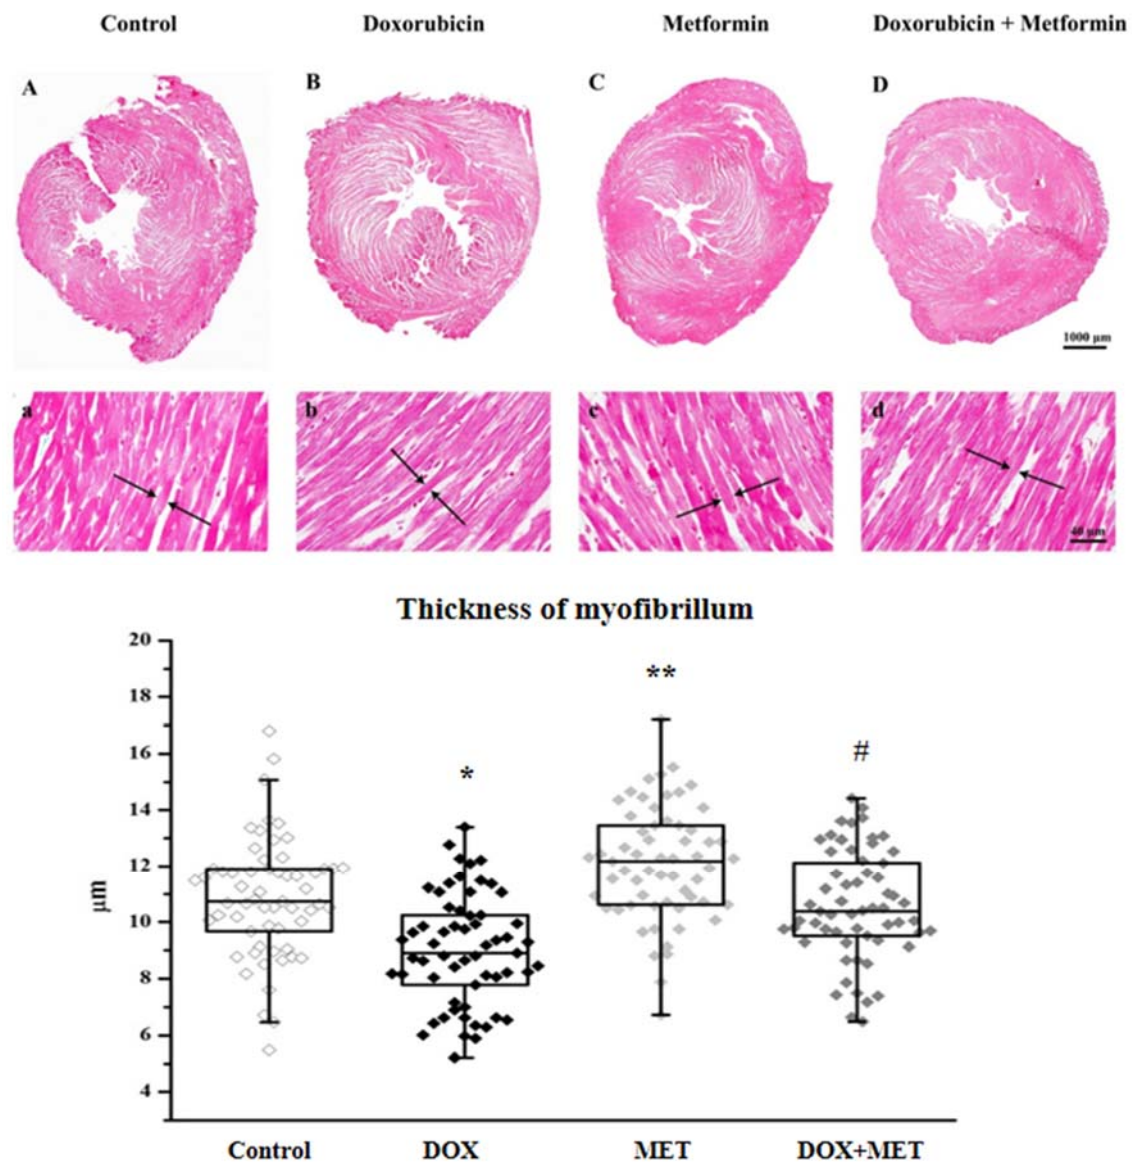 Control Doxorubicin Metformin Doxorubicin + Metformin
A B C D
1000 μm
a b c d
40 μm
Thickness of myofibrillum
20
18
16
14
12
10
8
6
4
μm
*
**
#
Control DOX MET DOX+MET